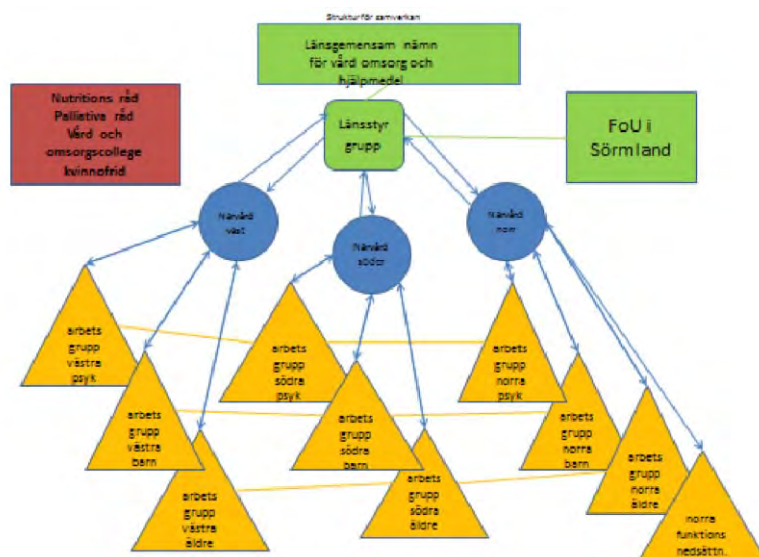 Struktur för samverkan
Länsgemensam nämn
för vård omsorg och
hjälpmedel
Nutritions råd
Palliativa råd
Vård och
omsorgscollege
kvinnofrid
Länsstyr
grupp
FoU i
Sörmland
Närvård
väst
Närvård
söder
Närvård
norr
arbets
grupp
västra
psyk
arbets
grupp
södra
psyk
arbets
grupp
norra
psyk
arbets
grupp
västra
barn
arbets
grupp
södra
barn
arbets
grupp
norra
barn
arbets
grupp
västra
äldre
arbets
grupp
södra
äldre
arbets
grupp
norra
äldre
norra
funktions
nedsättn.